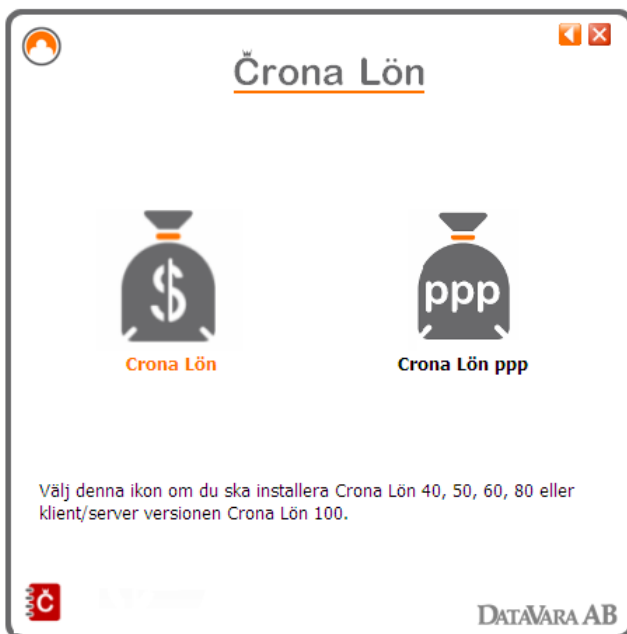 Črona Lön
$
ppp
Crona Lön
Crona Lön ppp
Välj denna ikon om du ska installera Crona Lön 40, 50, 60, 80 eller
klient/server versionen Crona Lön 100.
Č
DATAVARA AB